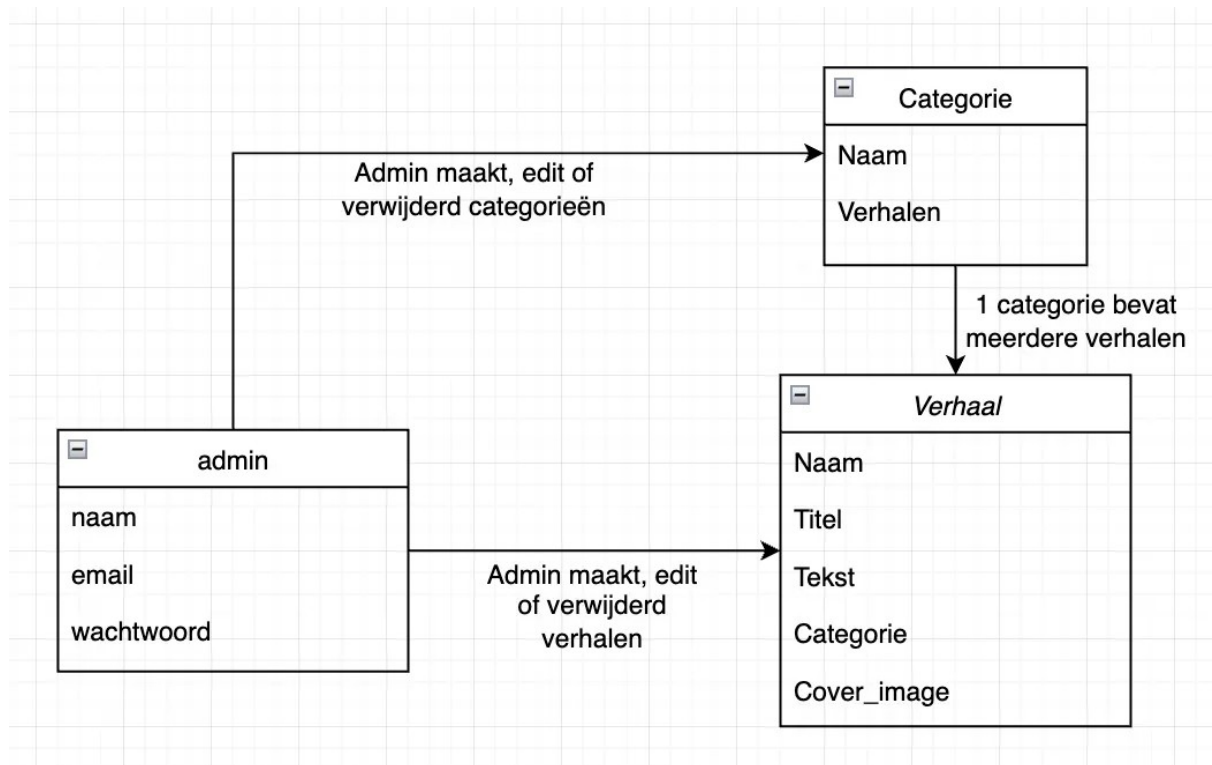 Categorie
Naam
Verhalen
Admin maakt, edit of
verwijderd categorieën
1 categorie bevat
meerdere verhalen
admin
naam
email
wachtwoord
Admin maakt, edit
of verwijderd
verhalen
Verhaal
Naam
Titel
Tekst
Categorie
Cover_image